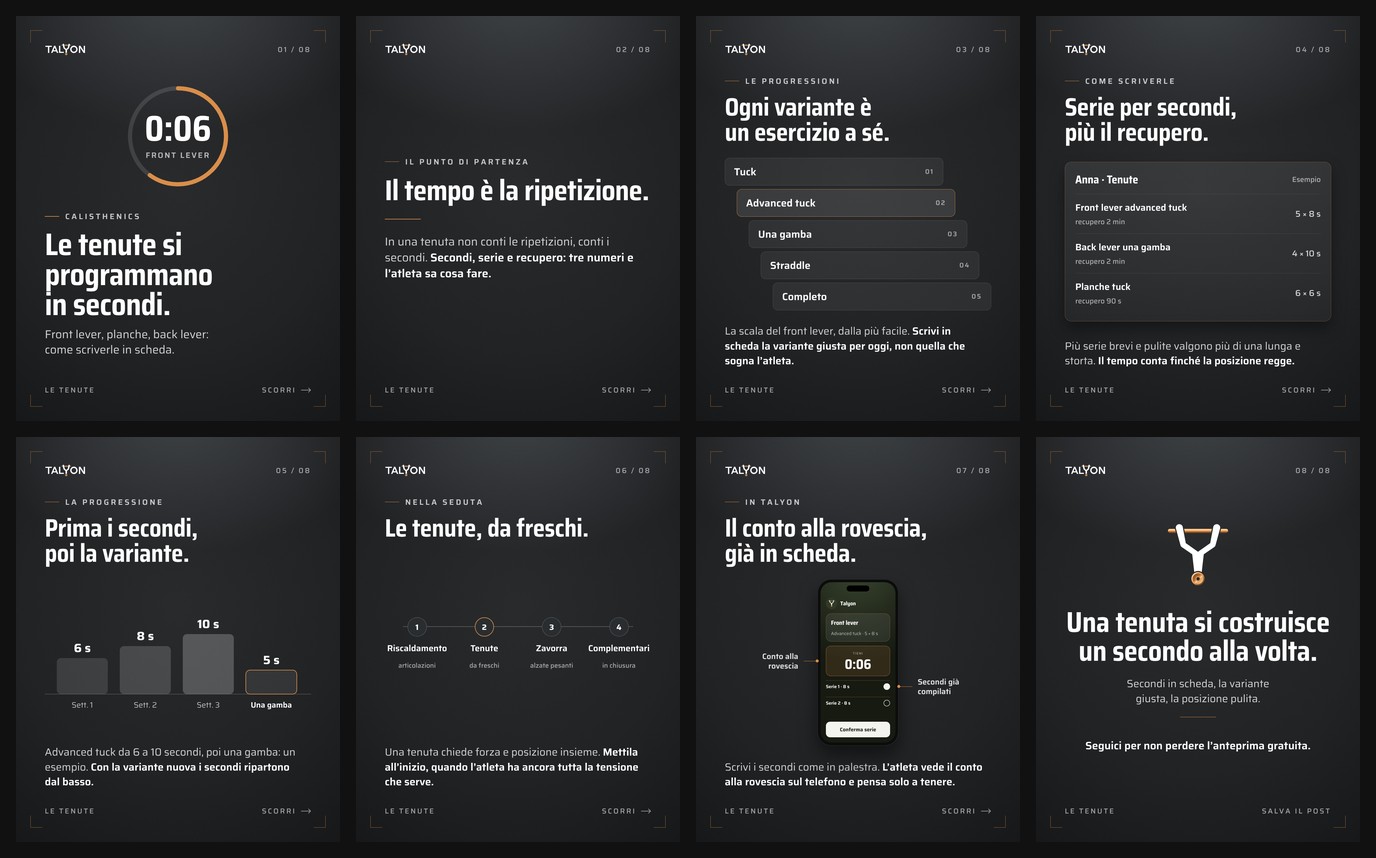 TALYON
01 / 08
0:06
FRONT LEVER
CALISTHENICS
Le tenute si
programmano
in secondi.
Front lever, planche, back lever:
come scriverle in scheda.
LE TENUTE
SCORRI →
TALYON
02 / 08
IL PUNTO DI PARTENZA
Il tempo è la ripetizione.
In una tenuta non conti le ripetizioni, conti i
secondi. Secondi, serie e recupero: tre numeri e
l'atleta sa cosa fare.
LE TENUTE
SCORRI →
TALYON
03 / 08
LE PROGRESSIONI
Ogni variante è
un esercizio a sé.
Tuck 01
Advanced tuck 02
Una gamba 03
Straddle 04
Completo 05
La scala del front lever, dalla più facile. Scrivi in
scheda la variante giusta per oggi, non quella che
sogna l'atleta.
LE TENUTE
SCORRI →
TALYON
04 / 08
COME SCRIVERLE
Serie per secondi,
più il recupero.
Anna · Tenute Esempio
Front lever advanced tuck
recupero 2 min
5 × 8 s
Back lever una gamba
recupero 2 min
4 × 10 s
Planche tuck
recupero 90 s
6 × 6 s
Più serie brevi e pulite valgono più di una lunga e
storta. Il tempo conta finché la posizione regge.
LE TENUTE
SCORRI →
TALYON
05 / 08
LA PROGRESSIONE
Prima i secondi,
poi la variante.
6 s
8 s
10 s
5 s
Sett. 1
Sett. 2
Sett. 3
Una gamba
Advanced tuck da 6 a 10 secondi, poi una gamba: un
esempio. Con la variante nuova i secondi ripartono
dal basso.
LE TENUTE
SCORRI →
TALYON
06 / 08
NELLA SEDUTA
Le tenute, da freschi.
1
2
3
4
Riscaldamento
Tenute
Zavorra
Complementari
articolazioni
da freschi
alzate pesanti
in chiusura
Una tenuta chiede forza e posizione insieme. Mettila
all'inizio, quando l'atleta ha ancora tutta la tensione
che serve.
LE TENUTE
SCORRI →
TALYON
07 / 08
IN TALYON
Il conto alla rovescia,
già in scheda.
Talyon
Front lever
Advanced tuck · 5 × 8 s
0:06
Conto alla
rovescia
Serie 1 · 8 s
Serie 2 · 8 s
Secondi già
compilati
Conferma serie
Scrivi i secondi come in palestra. L'atleta vede il conto
alla rovescia sul telefono e pensa solo a tenere.
LE TENUTE
SCORRI →
TALYON
08 / 08
Una tenuta si costruisce
un secondo alla volta.
Secondi in scheda, la variante
giusta, la posizione pulita.
Seguici per non perdere l'anteprima gratuita.
LE TENUTE
SALVA IL POST